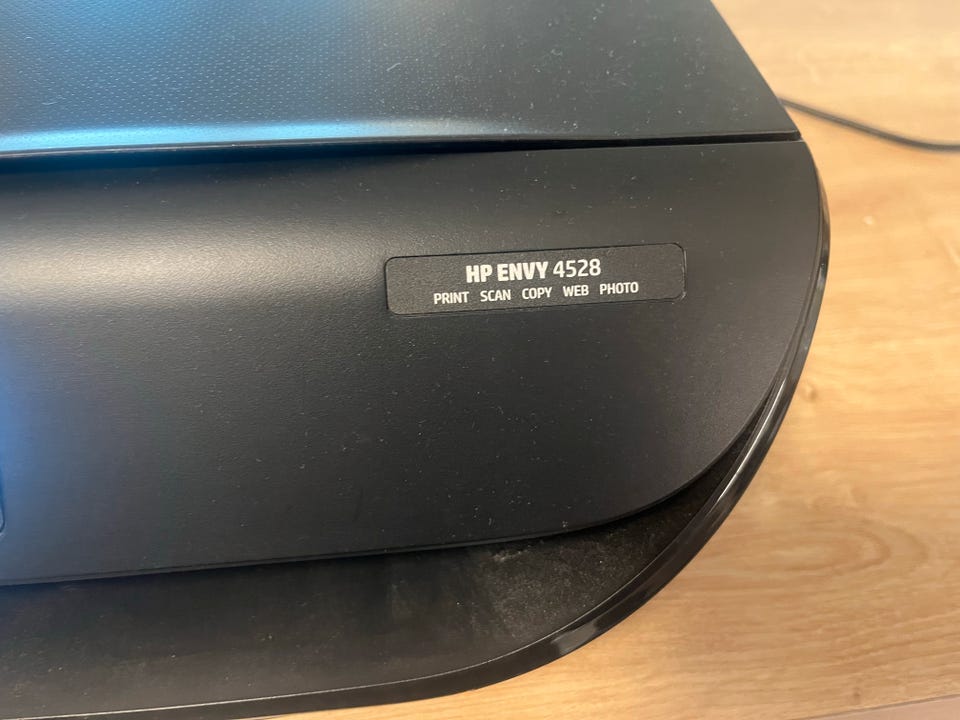 HP ENVY 4528
PRINT SCAN COPY WEB PHOTO